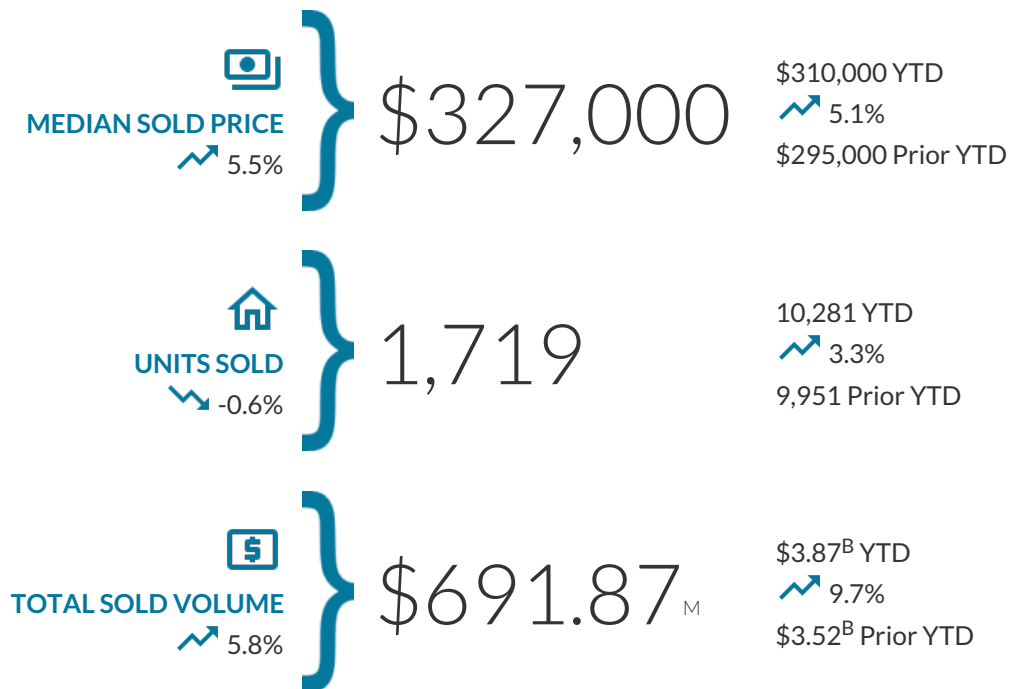 MEDIAN SOLD PRICE
5.5%
$327,000
$310,000 YTD
5.1%
$295,000 Prior YTD
UNITS SOLD
-0.6%
1,719
10,281 YTD
3.3%
9,951 Prior YTD
TOTAL SOLD VOLUME
5.8%
$691.87 M
$3.87B YTD
9.7%
$3.52B Prior YTD